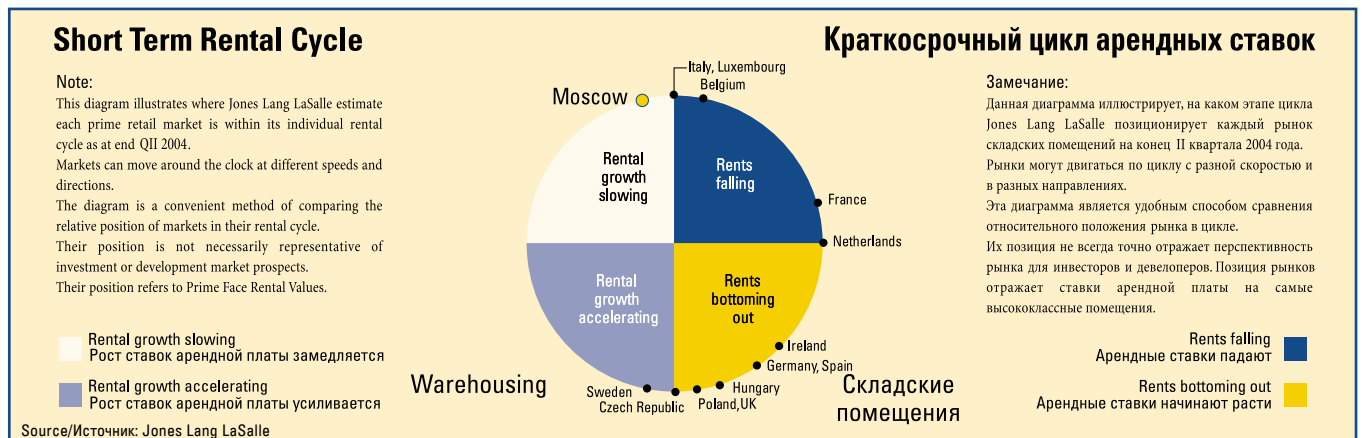 Short Term Rental Cycle
Note:
This diagram illustrates where Jones Lang LaSalle estimate
each prime retail market is within its individual rental
cycle as at end QII 2004.
Markets can move around the clock at different speeds and
directions.
The diagram is a convenient method of comparing the
relative position of markets in their rental cycle.
Their position is not necessarily representative of
investment or development market prospects.
Their position refers to Prime Face Rental Values.
Rental growth slowing
Рост ставок арендной платы замедляется
Rental growth accelerating
Рост ставок арендной платы усиливается
Source/Источник: Jones Lang LaSalle
Warehousing
Moscow
Italy, Luxembourg
Belgium
Rental
growth
slowing
Rents
falling
France
Netherlands
Rental
growth
accelerating
Rents
bottoming
out
Ireland
Germany, Spain
Hungary
Poland,UK
Sweden
Czech Republic
Складские
помещения
Краткосрочный цикл арендных ставок
Замечание:
Данная диаграмма иллюстрирует, на каком этапе цикла
Jones Lang LaSalle позиционирует каждый рынок
складских помещений на конец II квартала 2004 года.
Рынки могут двигаться по циклу с разной скоростью и
в разных направлениях.
Эта диаграмма является удобным способом сравнения
относительного положения рынка в цикле.
Их позиция не всегда точно отражает перспективность
рынка для инвесторов и девелоперов. Позиция рынков
отражает ставки арендной платы на самые
высококлассные помещения.
Rents falling
Арендные ставки падают
Rents bottoming out
Арендные ставки начинают расти